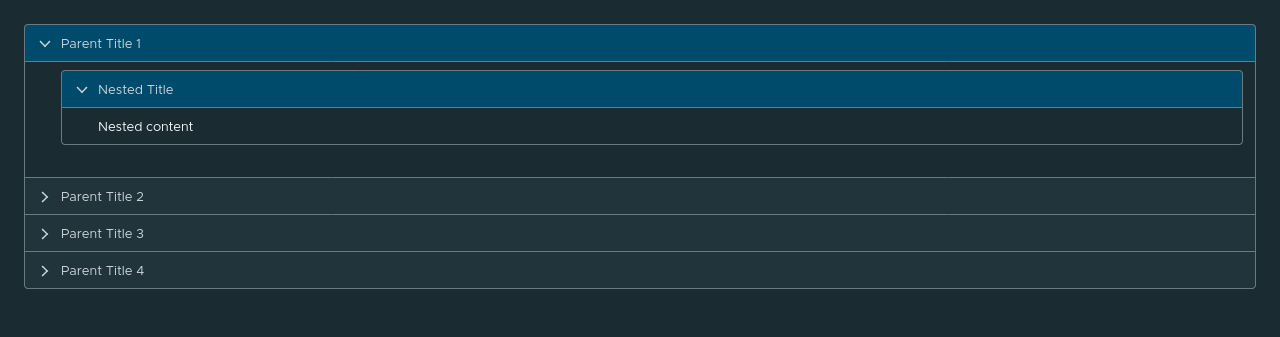 Parent Title 1
Nested Title
Nested content
Parent Title 2
Parent Title 3
Parent Title 4